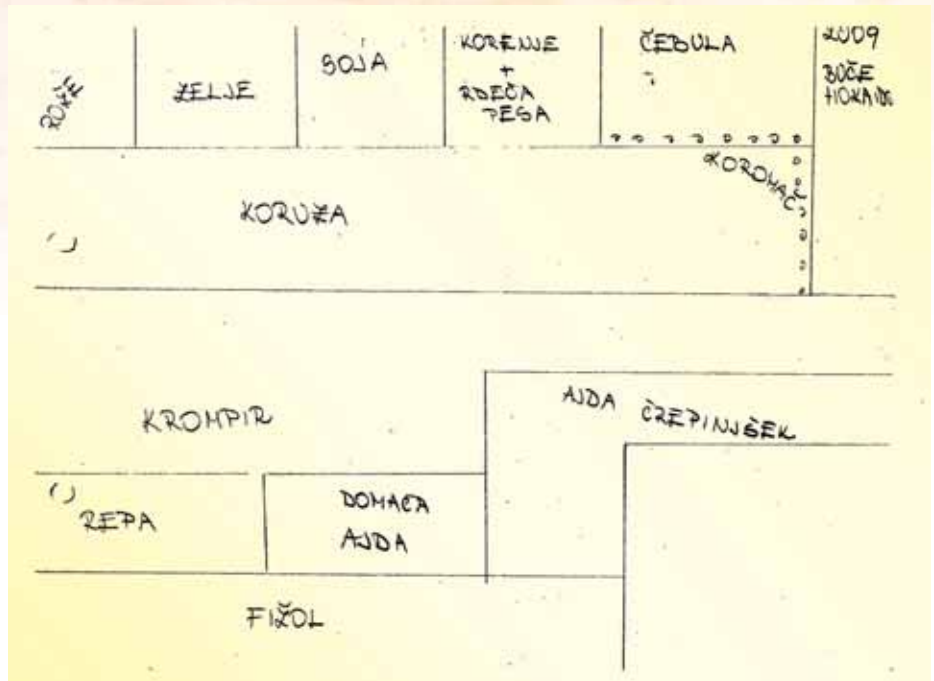 ROŽE
ZELJE
SOJA
KORENJE
+
RDEČA
PESA
ČEBULA
2009
BUČE
HOKAIDO
KOROMAČ
KORUZA
KROMPIR
AJDA ČREPINJŠEK
REPA
DOMAČA
AJDA
FIŽOL